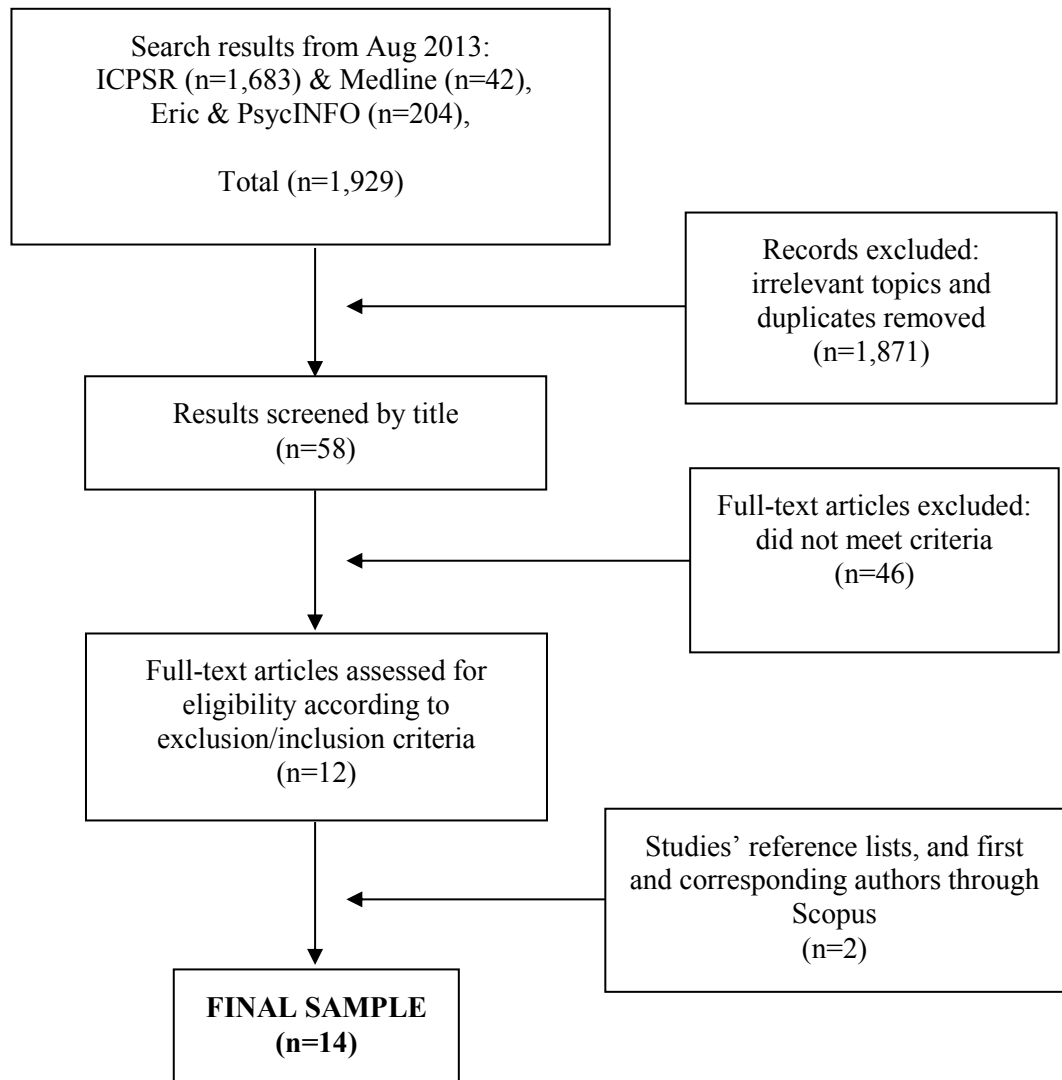 Search results from Aug 2013:
ICPSR (n=1,683) & Medline (n=42),
Eric & PsycINFO (n=204),
Total (n=1,929)
Records excluded:
irrelevant topics and
duplicates removed
(n=1,871)
Results screened by title
(n=58)
Full-text articles excluded:
did not meet criteria
(n=46)
Full-text articles assessed for
eligibility according to
exclusion/inclusion criteria
(n=12)
Studies’ reference lists, and first
and corresponding authors through
Scopus
(n=2)
FINAL SAMPLE
(n=14)